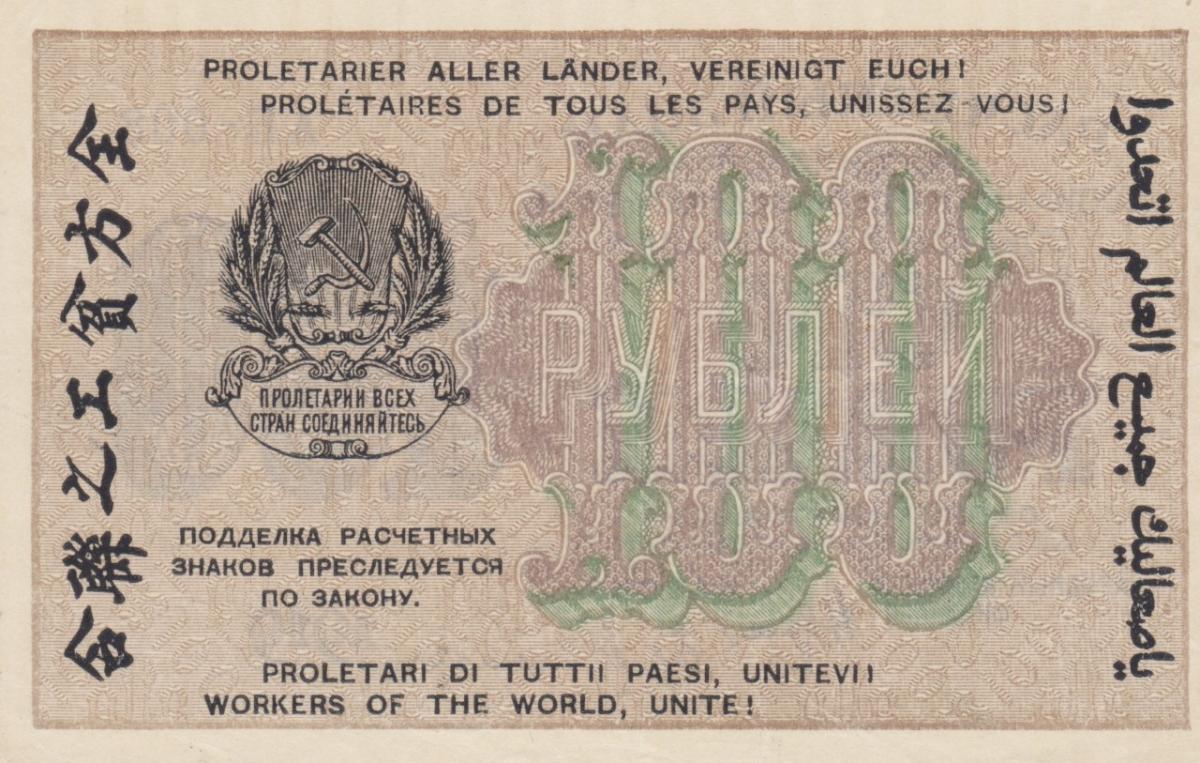 PROLETARIER ALLER LÄNDER, VEREINIGT EUCH!
PROLÉTAIRES DE TOUS LES PAYS, UNISSEZ-VOUS!
全方貧工之聯合
100
РУБЛЕЙ
ПРОЛЕТАРИИ ВСЕХ
СТРАН СОЕДИНЯЙТЕСЬ
ПОДДЕЛКА РАСЧЕТНЫХ
ЗНАКОВ ПРЕСЛЕДУЕТСЯ
ПО ЗАКОНУ.
ياصعاليك جميع العالم اتحدوا
PROLETARI DI TUTTII PAESI, UNITEVI!
WORKERS OF THE WORLD, UNITE!